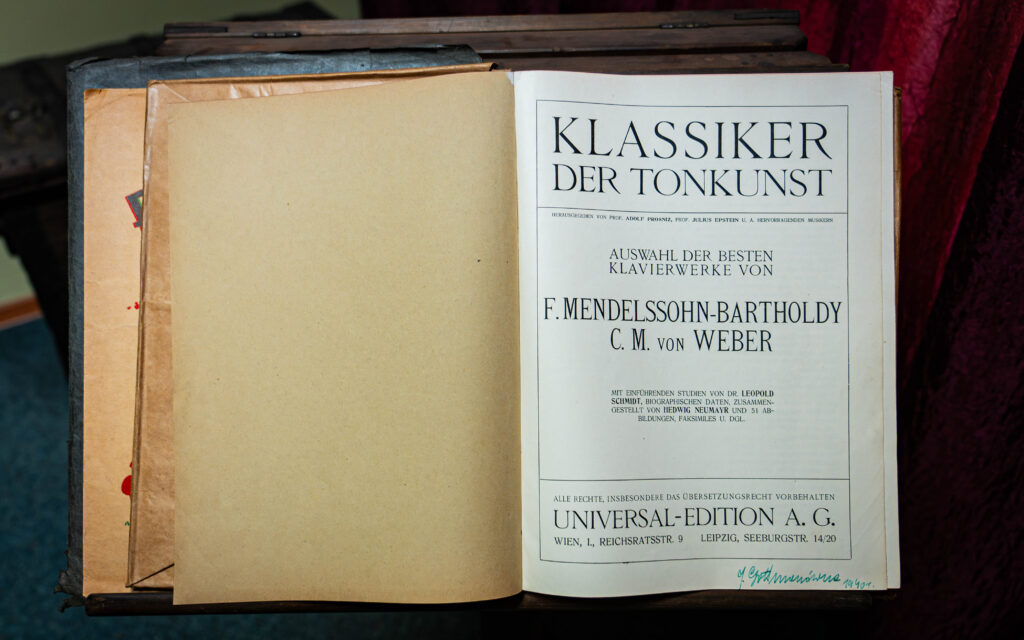 KLASSIKER
DER TONKUNST
HERAUSGEGEBEN VON PROF. ADOLF PROSNIZ, PROF. JULIUS EPSTEIN U. A. HERVORRAGENDEN MUSIKERN
AUSWAHL DER BESTEN
KLAVIERWERKE VON
F. MENDELSSOHN-BARTHOLDY
C. M. VON WEBER
MIT EINFÜHRENDEN STUDIEN VON DR. LEOPOLD
SCHMIDT, BIOGRAPHISCHEN DATEN, ZUSAMMEN-
GESTELLT VON HEDWIG NEUMAYR UND 51 AB-
BILDUNGEN, FAKSIMILES U. DGL.
ALLE RECHTE, INSBESONDERE DAS ÜBERSETZUNGSRECHT VORBEHALTEN
UNIVERSAL-EDITION A. G.
WIEN, I., REICHSRATSSTR. 9 LEIPZIG, SEEBURGSTR. 14/20